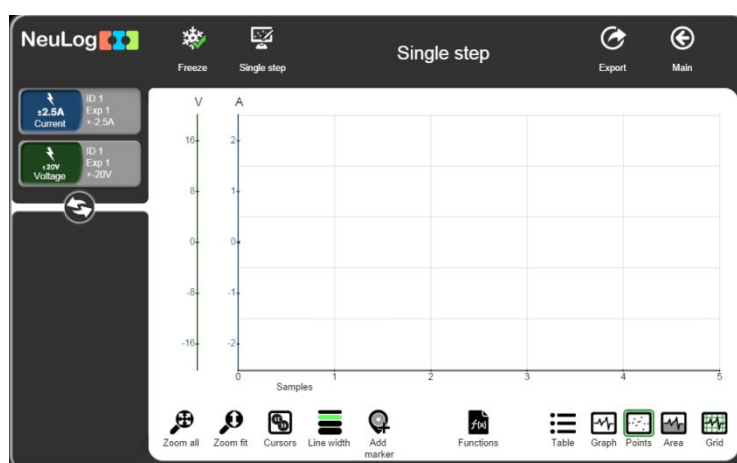 NeuLog
Freeze
Single step
Single step
Export
Main
±2.5A
Current
ID 1
Exp 1
+-2.5A
±20V
Voltage
ID 1
Exp 1
+-20V
V A
16 2
8 1
0 0
-8 -1
-16 -2
0 1 2 3 4 5
Samples
Zoom all Zoom fit Cursors Line width Add marker f(x) Functions Table Graph Points Area Grid